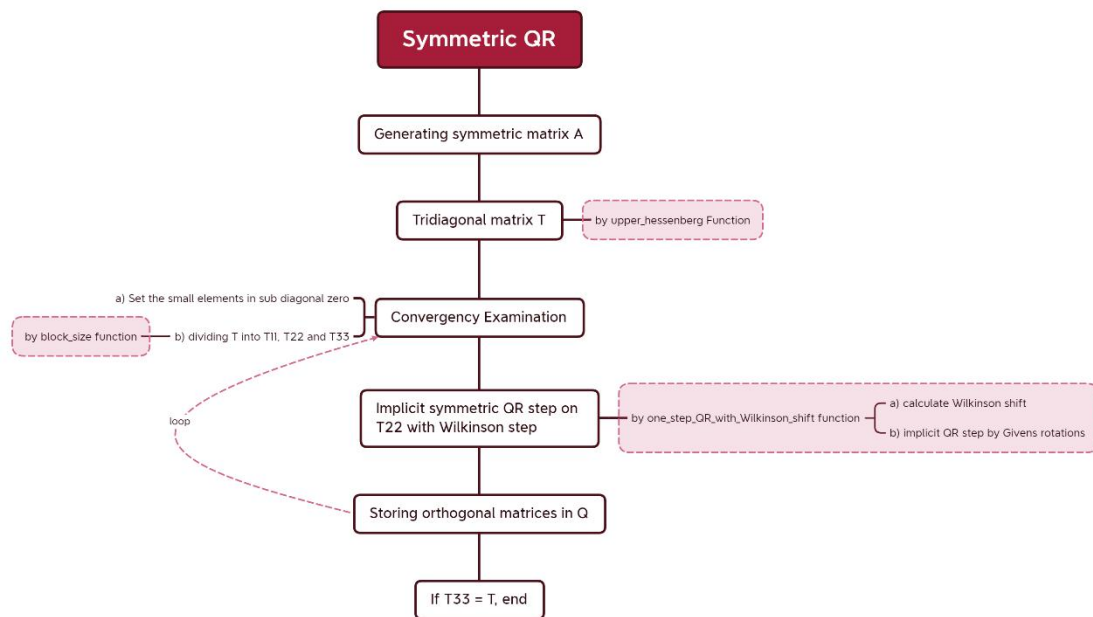 Symmetric QR
Generating symmetric matrix A
Tridiagonal matrix T
by upper_hessenberg Function
a) Set the small elements in sub diagonal zero
Convergency Examination
by block_size function
b) dividing T into T11, T22 and T33
Implicit symmetric QR step on
T22 with Wilkinson step
by one_step_QR_with_Wilkinson_shift function
a) calculate Wilkinson shift
b) implicit QR step by Givens rotations
loop
Storing orthogonal matrices in Q
If T33 = T, end